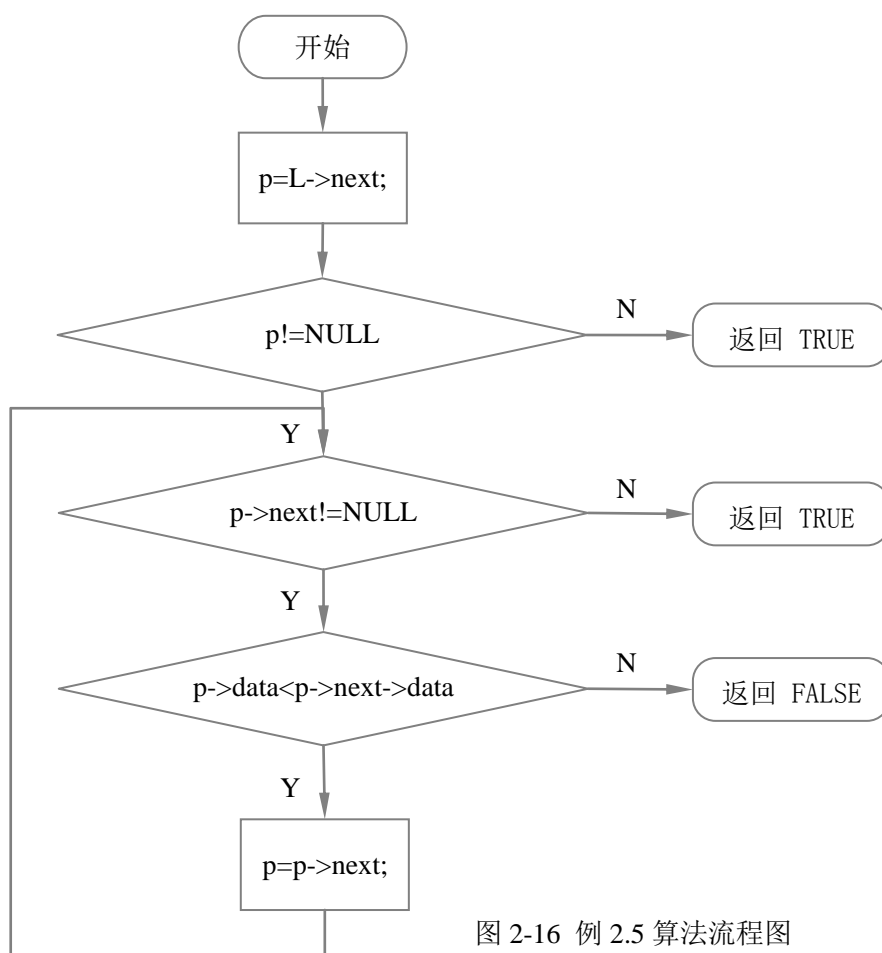 开始
p=L->next;
p!=NULL
N
返回 TRUE
Y
p->next!=NULL
N
返回 TRUE
Y
p->data<p->next->data
N
返回 FALSE
Y
p=p->next;
图 2-16 例 2.5 算法流程图